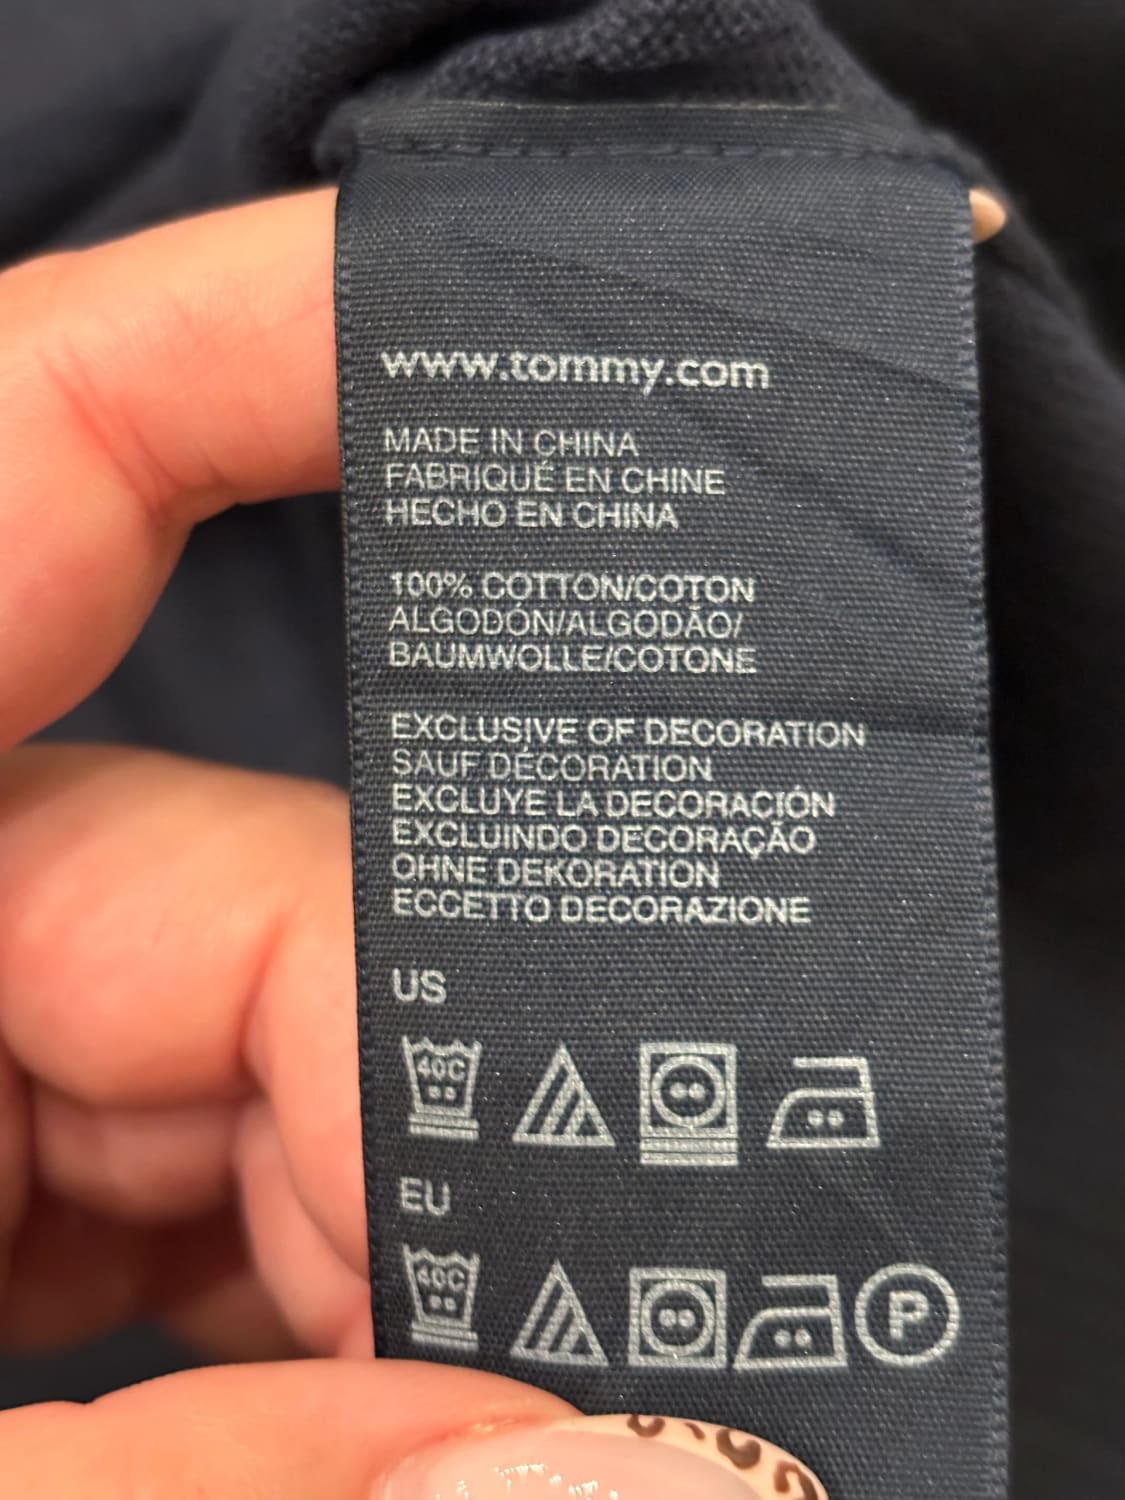 www.tommy.com
MADE IN CHINA
FABRIQUÉ EN CHINE
HECHO EN CHINA
100% COTTON/COTON
ALGODÓN/ALGODÃO/
BAUMWOLLE/COTONE
EXCLUSIVE OF DECORATION
SAUF DÉCORATION
EXCLUYE LA DECORACIÓN
EXCLUINDO DECORAÇÃO
OHNE DEKORATION
ECCETTO DECORAZIONE
US
40C
EU
40C
P